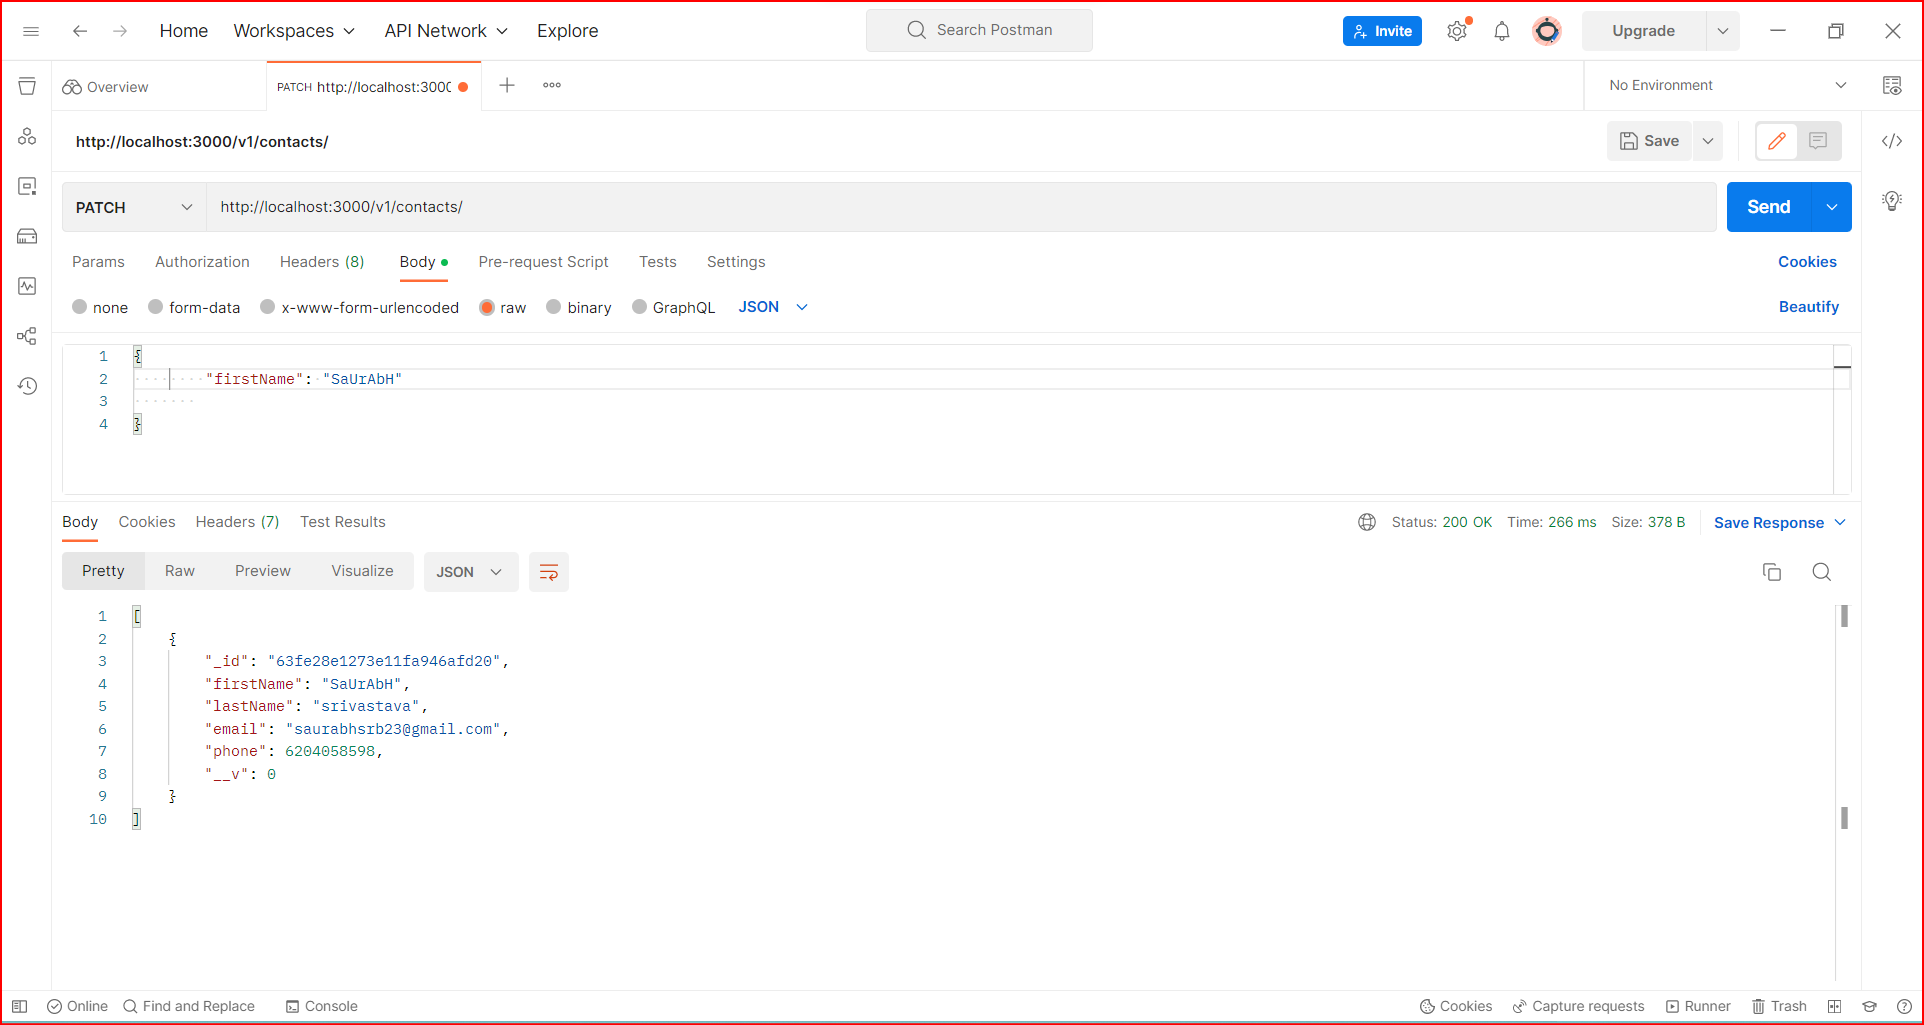 Home Workspaces API Network Explore Search Postman Invite Upgrade
Overview PATCH http://localhost:300 No Environment
http://localhost:3000/v1/contacts/ Save
PATCH http://localhost:3000/v1/contacts/ Send
Params Authorization Headers (8) Body Pre-request Script Tests Settings Cookies
none form-data x-www-form-urlencoded raw binary GraphQL JSON Beautify
1 {
2 "firstName": "SaUrAbH"
3
4 }
Body Cookies Headers (7) Test Results Status: 200 OK Time: 266 ms Size: 378 B Save Response
Pretty Raw Preview Visualize JSON
1 [
2 {
3 "_id": "63fe28e1273e11fa946afd20",
4 "firstName": "SaUrAbH",
5 "lastName": "srivastava",
6 "email": "saurabhsrb23@gmail.com",
7 "phone": 6204058598,
8 "__v": 0
9 }
10 ]
Online Find and Replace Console Cookies Capture requests Runner Trash